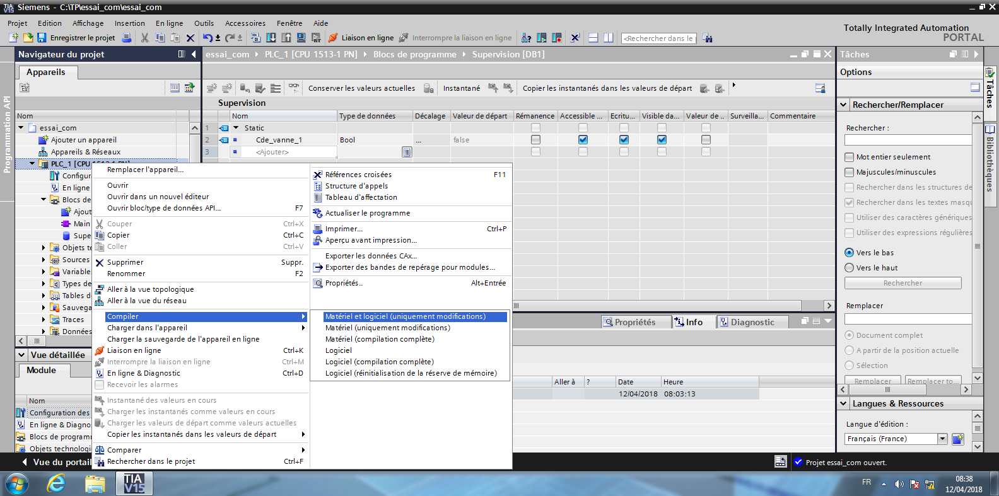 Siemens - C:\TP\essai_com\essai_com
Projet Edition Affichage Insertion En ligne Outils Accessoires Fenêtre Aide
Totally Integrated Automation
PORTAL
Enregistrer le projet
Liaison en ligne
Interrompre la liaison en ligne
<Rechercher dans le p
Navigateur du projet
essai_com PLC_1 [CPU 1513-1 PN] Blocs de programme Supervision [DB1]
Tâches
Appareils
Options
Programmation API
Conserver les valeurs actuelles Instantané Copier les instantanés dans les valeurs de départ
Supervision
Nom Type de données Décalage Valeur de départ Rémanence Accessible ... Ecritu... Visible da... Valeur de .. Surveilla... Commentaire
1 Static
2 Cde_vanne_1 Bool ... false
3 <Ajouter>
Nom
essai_com
Ajouter un appareil
Appareils & Réseaux
PLC_1 [CPU 1513-1 PN]
Configur
En ligne
Blocs de
Ajout
Main
Supe
Objets te
Sources
Variable
Types de
Tables d
Sauvega
Traces
Données
Remplacer l'appareil...
Ouvrir
Ouvrir dans un nouvel éditeur
Ouvrir bloc/type de données API... F7
Couper Ctrl+X
Copier Ctrl+C
Coller Ctrl+V
Supprimer Suppr.
Renommer F2
Aller à la vue topologique
Aller à la vue du réseau
Compiler
Charger dans l'appareil
Charger la sauvegarde de l'appareil en ligne
Liaison en ligne Ctrl+K
Interrompre la liaison en ligne Ctrl+M
En ligne & Diagnostic Ctrl+D
Recevoir les alarmes
Instantané des valeurs en cours
Charger les instantanés comme valeurs en cours
Charger les valeurs de départ comme valeurs actuelles
Copier les instantanés dans les valeurs de départ
Comparer
Rechercher dans le projet Ctrl+F
Références croisées F11
Structure d'appels
Tableau d'affectation
Actualiser le programme
Imprimer... Ctrl+P
Aperçu avant impression...
Exporter les données CAx...
Exporter des bandes de repérage pour modules...
Propriétés.. Alt+Entrée
Matériel et logiciel (uniquement modifications)
Matériel (uniquement modifications)
Matériel (compilation complète)
Logiciel
Logiciel (compilation complète)
Logiciel (réinitialisation de la réserve de mémoire)
Propriétés Info Diagnostic
Aller à ? Date Heure
12/04/2018 08:03:13
Vue détaillée
Module
Nom
Configuration des
En ligne & Diagno
Blocs de program
Objets technologi
Rechercher/Remplacer
Rechercher :
Mot entier seulement
Majuscules/minuscules
Rechercher dans les structures de
Rechercher dans les textes masqu
Utiliser des caractères génériques
Utiliser des expressions régulières
Vers le bas
Vers le haut
Rechercher
Remplacer
Document complet
A partir de la position actuelle
Sélection
Remplacer Remplacer to...
Langues & Ressources
Langue d'édition :
Français (France)
Tâches
Bibliothèques
Vue du portail
Projet essai_com ouvert.
TIA
V15
FR
08:38
12/04/2018